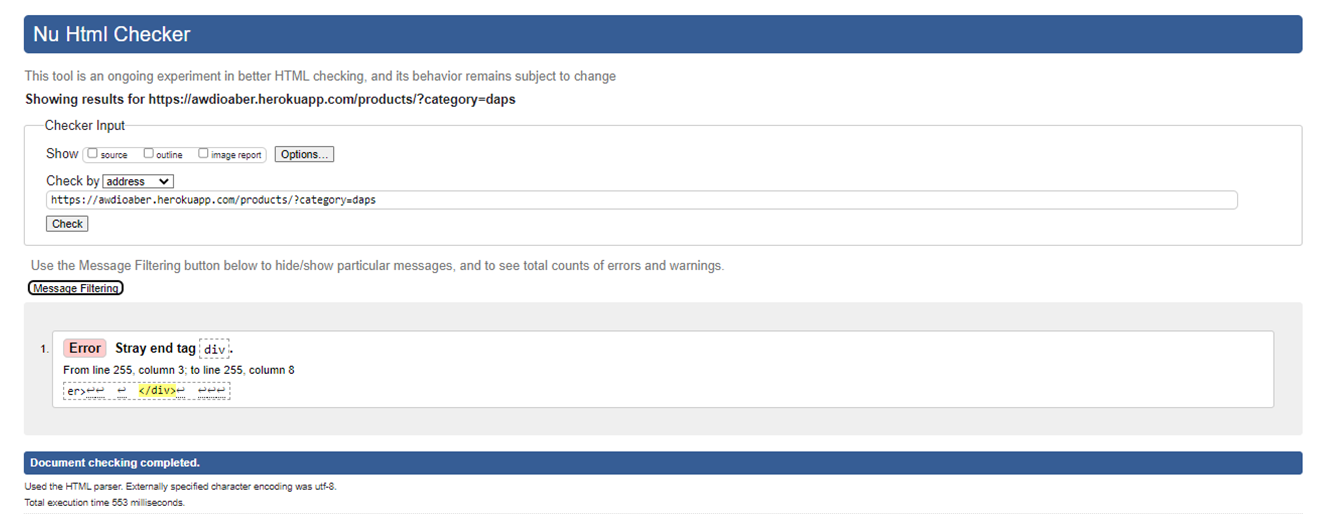 Nu Html Checker
This tool is an ongoing experiment in better HTML checking, and its behavior remains subject to change
Showing results for https://awdioaber.herokuapp.com/products/?category=daps
Checker Input
Show source outline image report Options...
Check by address
https://awdioaber.herokuapp.com/products/?category=daps
Check
Use the Message Filtering button below to hide/show particular messages, and to see total counts of errors and warnings.
Message Filtering
1. Error Stray end tag div.
From line 255, column 3; to line 255, column 8
er>↩↩ ↩ </div>↩ ↩↩↩
Document checking completed.
Used the HTML parser. Externally specified character encoding was utf-8.
Total execution time 553 milliseconds.